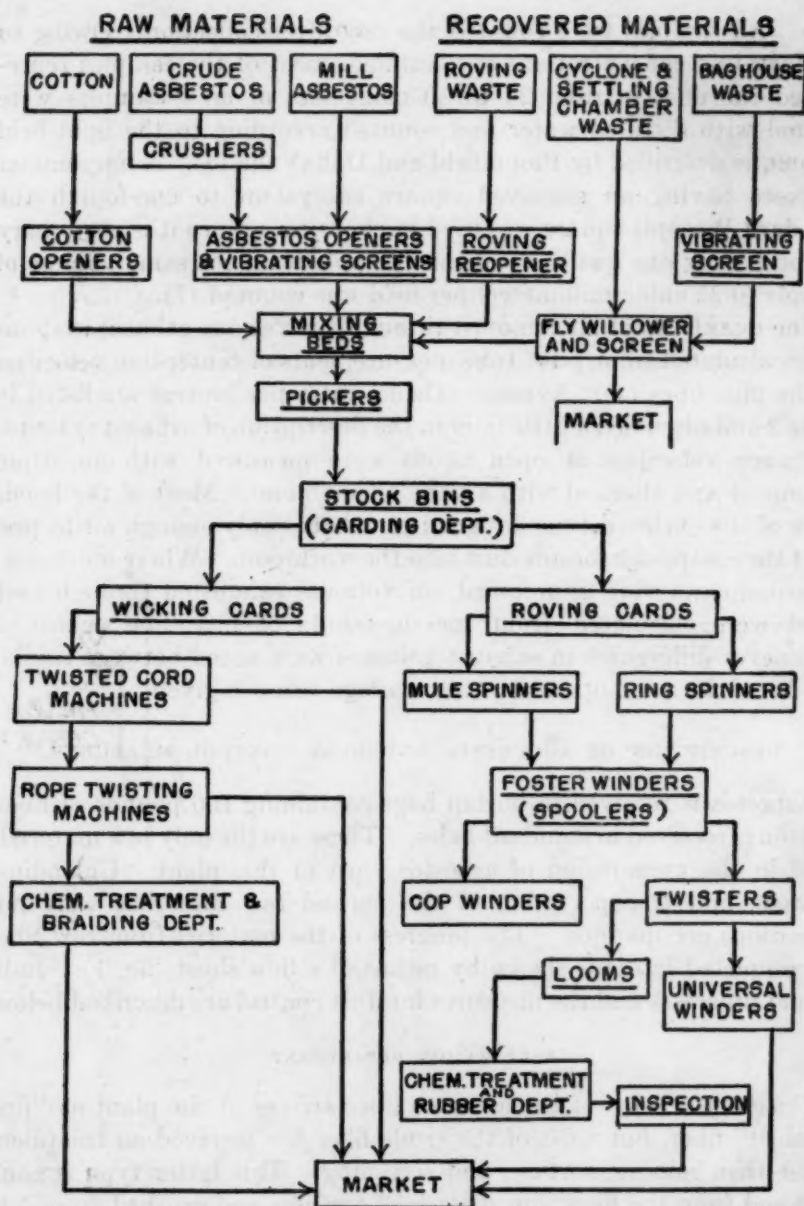 RAW MATERIALS
RECOVERED MATERIALS
COTTON
CRUDE
ASBESTOS
MILL
ASBESTOS
ROVING
WASTE
CYCLONE &
SETTLING
CHAMBER
WASTE
BAGHOUSE
WASTE
CRUSHERS
COTTON
OPENERS
ASBESTOS OPENERS
& VIBRATING SCREENS
ROVING
REOPENER
VIBRATING
SCREEN
MIXING
BEDS
FLY WILLOWER
AND SCREEN
PICKERS
MARKET
STOCK BINS
(CARDING DEPT.)
WICKING CARDS
ROVING CARDS
TWISTED CORD
MACHINES
MULE SPINNERS
RING SPINNERS
ROPE TWISTING
MACHINES
FOSTER WINDERS
(SPOOLERS)
CHEM. TREATMENT &
BRAIDING DEPT.
COP WINDERS
TWISTERS
LOOMS
UNIVERSAL
WINDERS
CHEM. TREATMENT
AND
RUBBER DEPT.
INSPECTION
MARKET